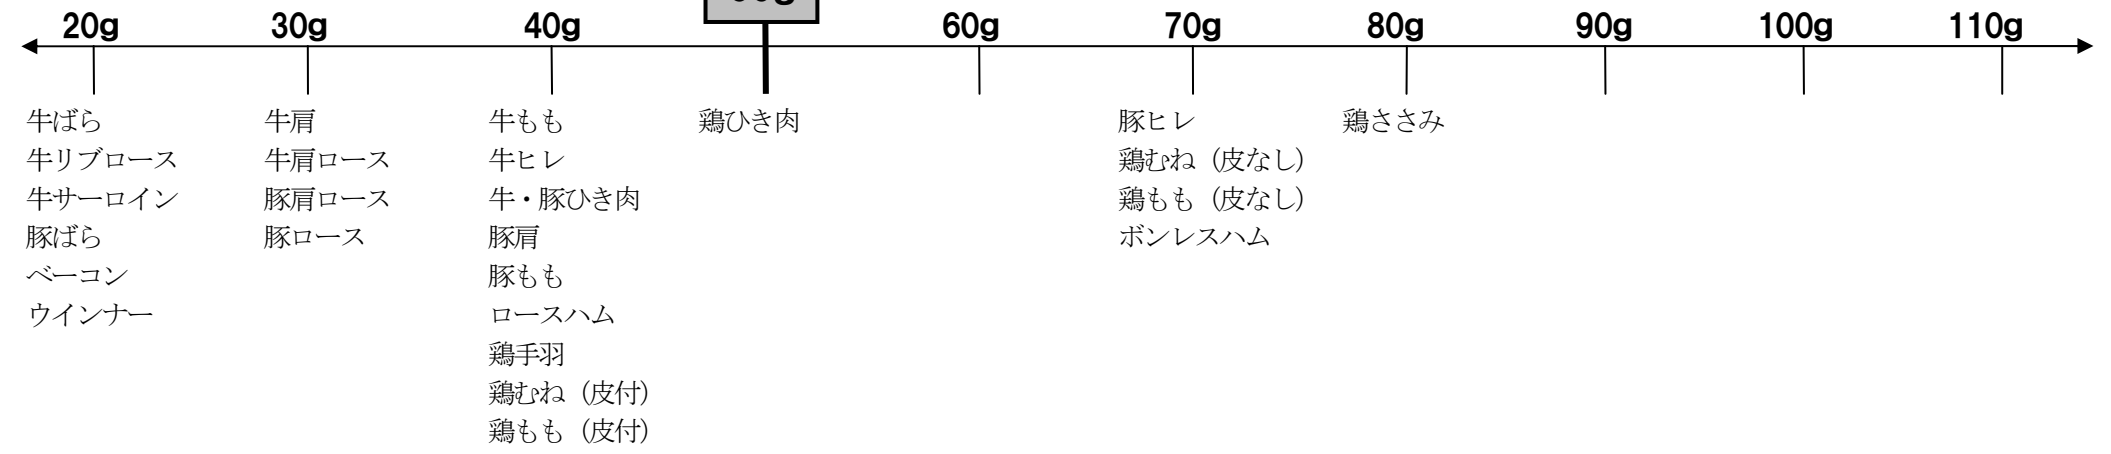 20g 30g 40g 60g 70g 80g 90g 100g 110g
牛ばら
牛リブロース
牛サーロイン
豚ばら
ベーコン
ウインナー
牛肩
牛肩ロース
豚肩ロース
豚ロース
牛もも
牛ヒレ
牛・豚ひき肉
豚肩
豚もも
ロースハム
鶏手羽
鶏むね（皮付）
鶏もも（皮付）
鶏ひき肉
豚ヒレ
鶏むね（皮なし）
鶏もも（皮なし）
ボンレスハム
鶏ささみ